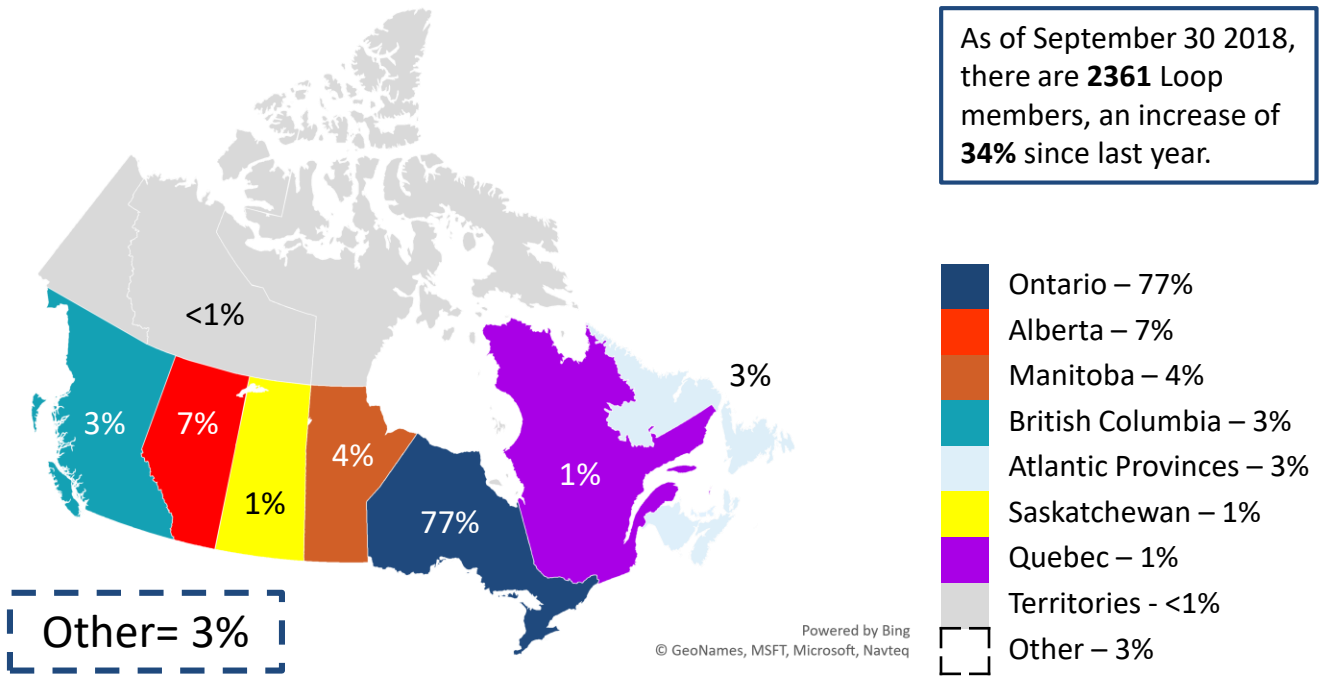 As of September 30 2018,
there are 2361 Loop
members, an increase of
34% since last year.
<1%
3%
3%
7%
4%
1%
1%
77%
Other= 3%
Powered by Bing
© GeoNames, MSFT, Microsoft, Navteq
Ontario – 77%
Alberta – 7%
Manitoba – 4%
British Columbia – 3%
Atlantic Provinces – 3%
Saskatchewan – 1%
Quebec – 1%
Territories - <1%
Other – 3%